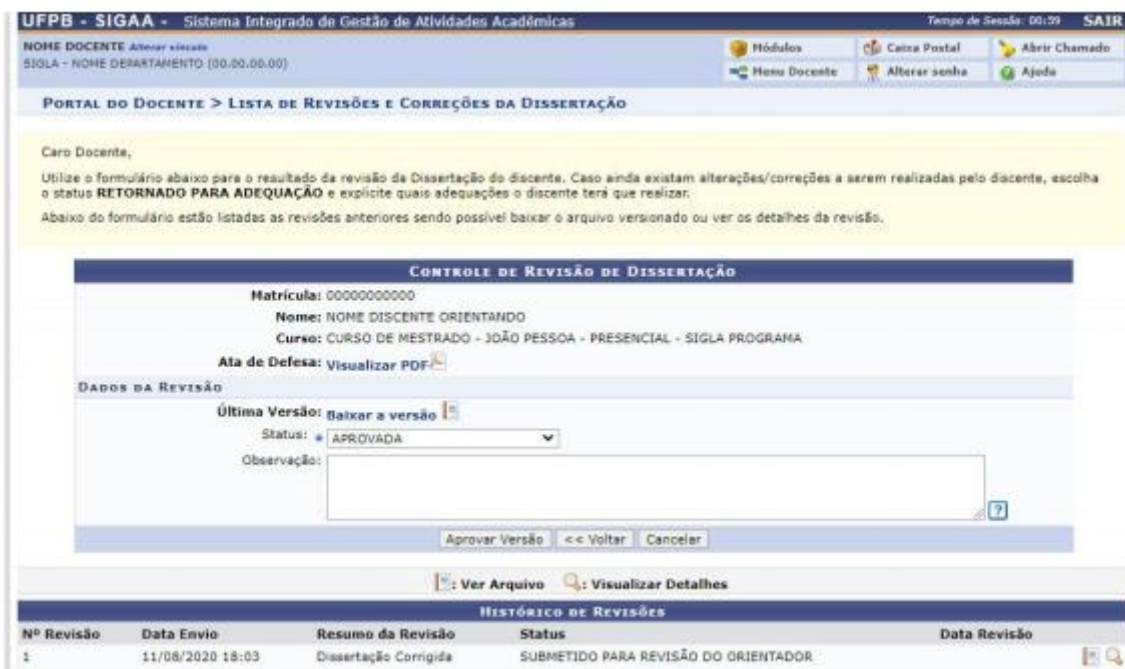 UFPB - SIGAA - Sistema Integrado de Gestão de Atividades Acadêmicas Tempo de Sessão: 00:59 SAIR
NOME DOCENTE Alterar vínculo
SIGLA - NOME DEPARTAMENTO (00.00.00.00)
Módulos Caixa Postal Abrir Chamado
Menu Docente Alterar senha Ajuda
PORTAL DO DOCENTE > LISTA DE REVISÕES E CORREÇÕES DA DISSERTAÇÃO
Caro Docente,
Utilize o formulário abaixo para o resultado da revisão da Dissertação do discente. Caso ainda existam alterações/correções a serem realizadas pelo discente, escolha
o status RETORNADO PARA ADEQUAÇÃO e explicite quais adequações o discente terá que realizar.
Abaixo do formulário estão listadas as revisões anteriores sendo possível baixar o arquivo versionado ou ver os detalhes da revisão.
CONTROLE DE REVISÃO DE DISSERTAÇÃO
Matrícula: 00000000000
Nome: NOME DISCENTE ORIENTANDO
Curso: CURSO DE MESTRADO - JOÃO PESSOA - PRESENCIAL - SIGLA PROGRAMA
Ata de Defesa: Visualizar PDF
DADOS DA REVISÃO
Última Versão: Baixar a versão
Status: APROVADA
Observação:
?
Aprovar Versão << Voltar Cancelar
: Ver Arquivo : Visualizar Detalhes
HISTÓRICO DE REVISÕES
Nº Revisão Data Envio Resumo da Revisão Status Data Revisão
1 11/08/2020 18:03 Dissertação Corrigida SUBMETIDO PARA REVISÃO DO ORIENTADOR